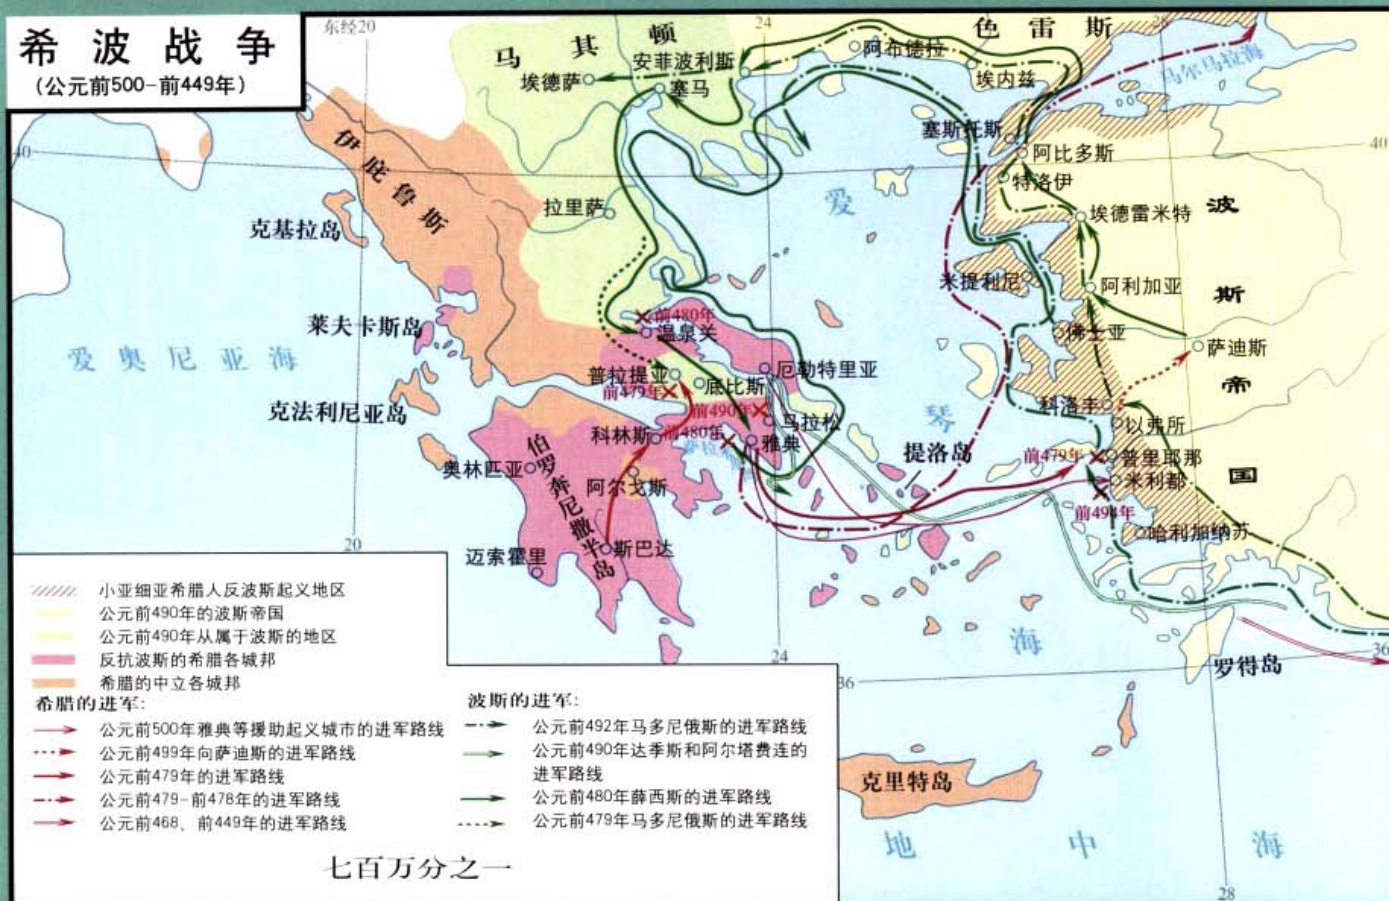 希波战争
(公元前500-前449年)
东经20
24
28
色雷斯
马其顿
安菲波利斯
阿布德拉
埃德萨
塞马
埃内兹
马尔马拉海
塞斯托斯
40
40
伊庇鲁斯
阿比多斯
特洛伊
爱
波
拉里萨
埃德雷米特
克基拉岛
米提利尼
阿利加亚
斯
莱夫卡斯岛
前480年
温泉关
佛士亚
萨迪斯
爱奥尼亚海
普拉提亚
底比斯
厄勒特里亚
帝
前479年
前490年
马拉松
科洛丰
克法利尼亚岛
琴
以弗所
科林斯
前480年
雅典
伯罗奔尼撒半岛
提洛岛
前479年
普里耶那
奥林匹亚
阿尔戈斯
米利都
国
前494年
哈利加纳苏
20
迈索霍里
斯巴达
海
24
36
36
罗得岛
克里特岛
地中海
28
小亚细亚希腊人反波斯起义地区
公元前490年的波斯帝国
公元前490年从属于波斯的地区
反抗波斯的希腊各城邦
希腊的中立各城邦
希腊的进军:
公元前500年雅典等援助起义城市的进军路线
公元前499年向萨迪斯的进军路线
公元前479年的进军路线
公元前479-前478年的进军路线
公元前468、前449年的进军路线
波斯的进军:
公元前492年马多尼俄斯的进军路线
公元前490年达季斯和阿尔塔费连的
进军路线
公元前480年薛西斯的进军路线
公元前479年马多尼俄斯的进军路线
七百万分之一